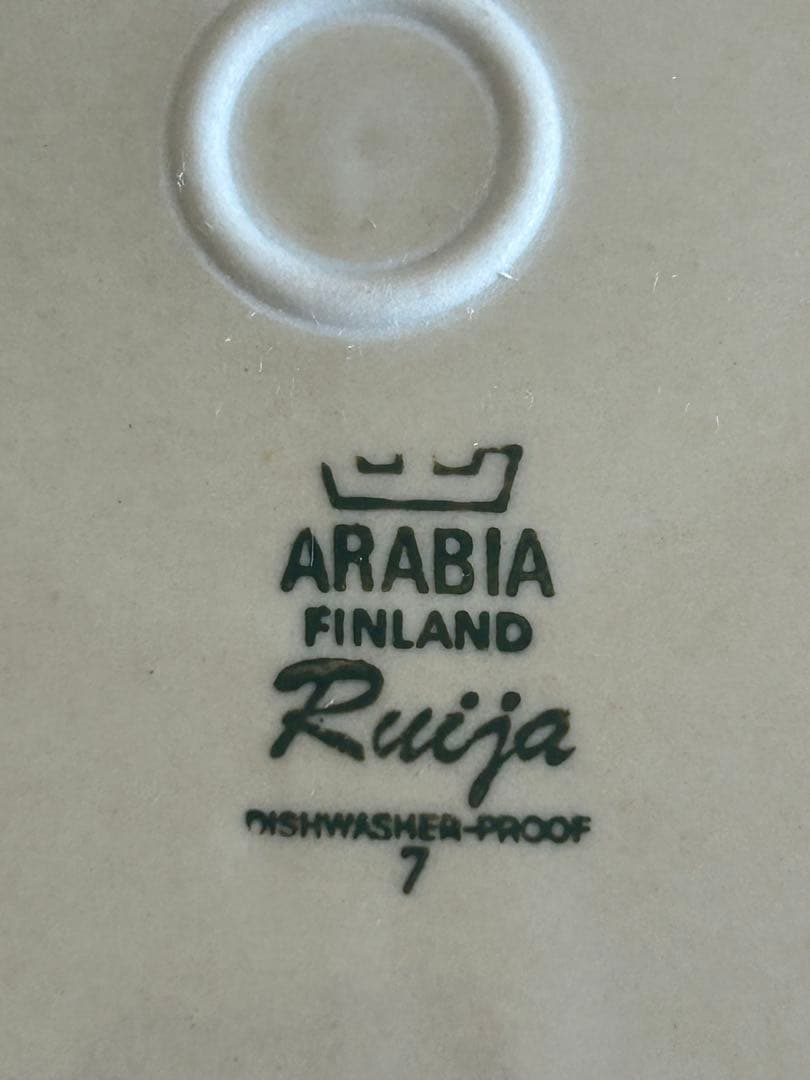 ARABIA
FINLAND
Ruija
DISHWASHER-PROOF
7